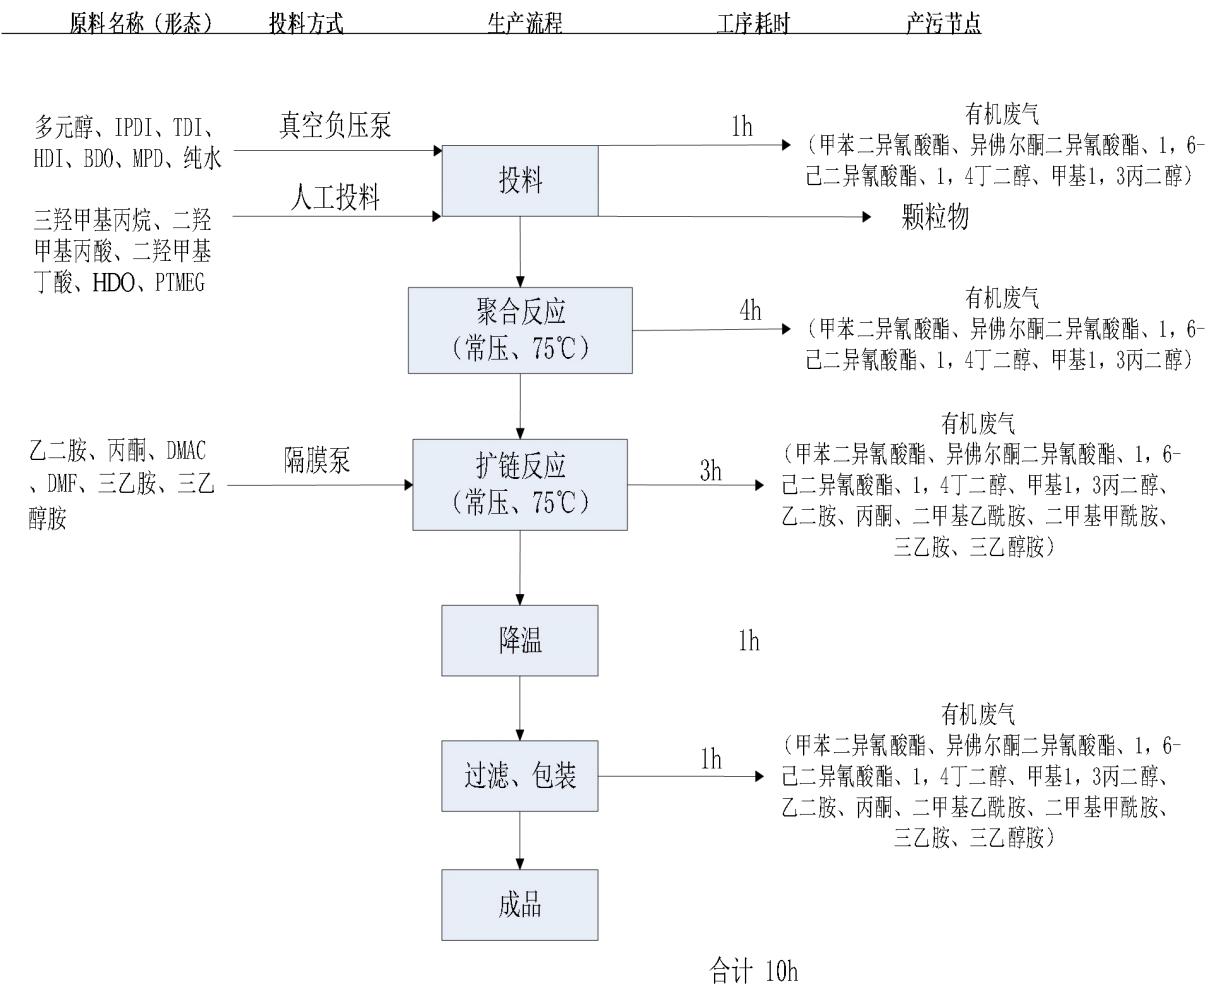 原料名称（形态） 投料方式 生产流程 工序耗时 产污节点
多元醇、IPDI、TDI、
HDI、BDO、MPD、纯水
真空负压泵
三羟甲基丙烷、二羟
甲基丙酸、二羟甲基
丁酸、HDO、PTMEG
人工投料
投料
1h
有机废气
（甲苯二异氰酸酯、异佛尔酮二异氰酸酯、1，6-
己二异氰酸酯、1，4丁二醇、甲基1，3丙二醇）
颗粒物
聚合反应
（常压、75℃）
4h
有机废气
（甲苯二异氰酸酯、异佛尔酮二异氰酸酯、1，6-
己二异氰酸酯、1，4丁二醇、甲基1，3丙二醇）
乙二胺、丙酮、DMAC
、DMF、三乙胺、三乙
醇胺
隔膜泵
扩链反应
（常压、75℃）
3h
有机废气
（甲苯二异氰酸酯、异佛尔酮二异氰酸酯、1，6-
己二异氰酸酯、1，4丁二醇、甲基1，3丙二醇、
乙二胺、丙酮、二甲基乙酰胺、二甲基甲酰胺、
三乙胺、三乙醇胺）
降温
1h
过滤、包装
1h
有机废气
（甲苯二异氰酸酯、异佛尔酮二异氰酸酯、1，6-
己二异氰酸酯、1，4丁二醇、甲基1，3丙二醇、
乙二胺、丙酮、二甲基乙酰胺、二甲基甲酰胺、
三乙胺、三乙醇胺）
成品
合计 10h